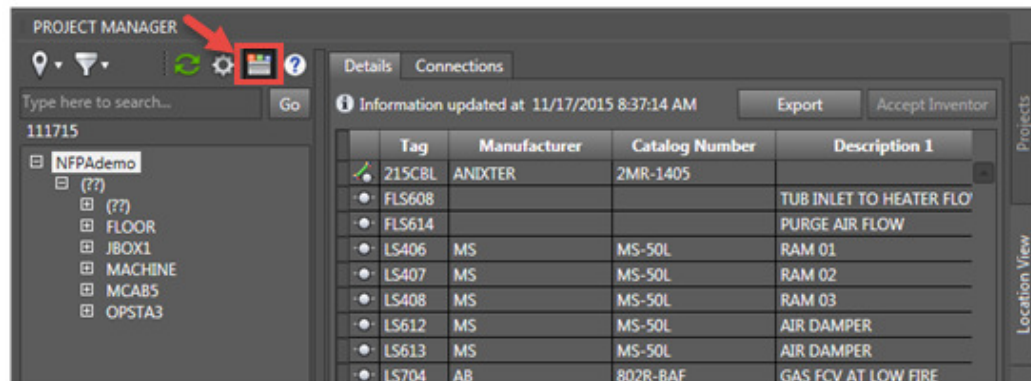 PROJECT MANAGER
Type here to search...
Go
111715
NFPAdemo
(??)
(??)
FLOOR
JBOX1
MACHINE
MCAB5
OPSTA3
Details Connections
Information updated at 11/17/2015 8:37:14 AM Export Accept Inventor
Tag Manufacturer Catalog Number Description 1
215CBL ANIXTER 2MR-1405
FLS608 TUB INLET TO HEATER FLO
FLS614 PURGE AIR FLOW
LS406 MS MS-50L RAM 01
LS407 MS MS-50L RAM 02
LS408 MS MS-50L RAM 03
LS612 MS MS-50L AIR DAMPER
LS613 MS MS-50L AIR DAMPER
LS704 AB 802R-BAF GAS FCV AT LOW FIRE
Projects
Location View